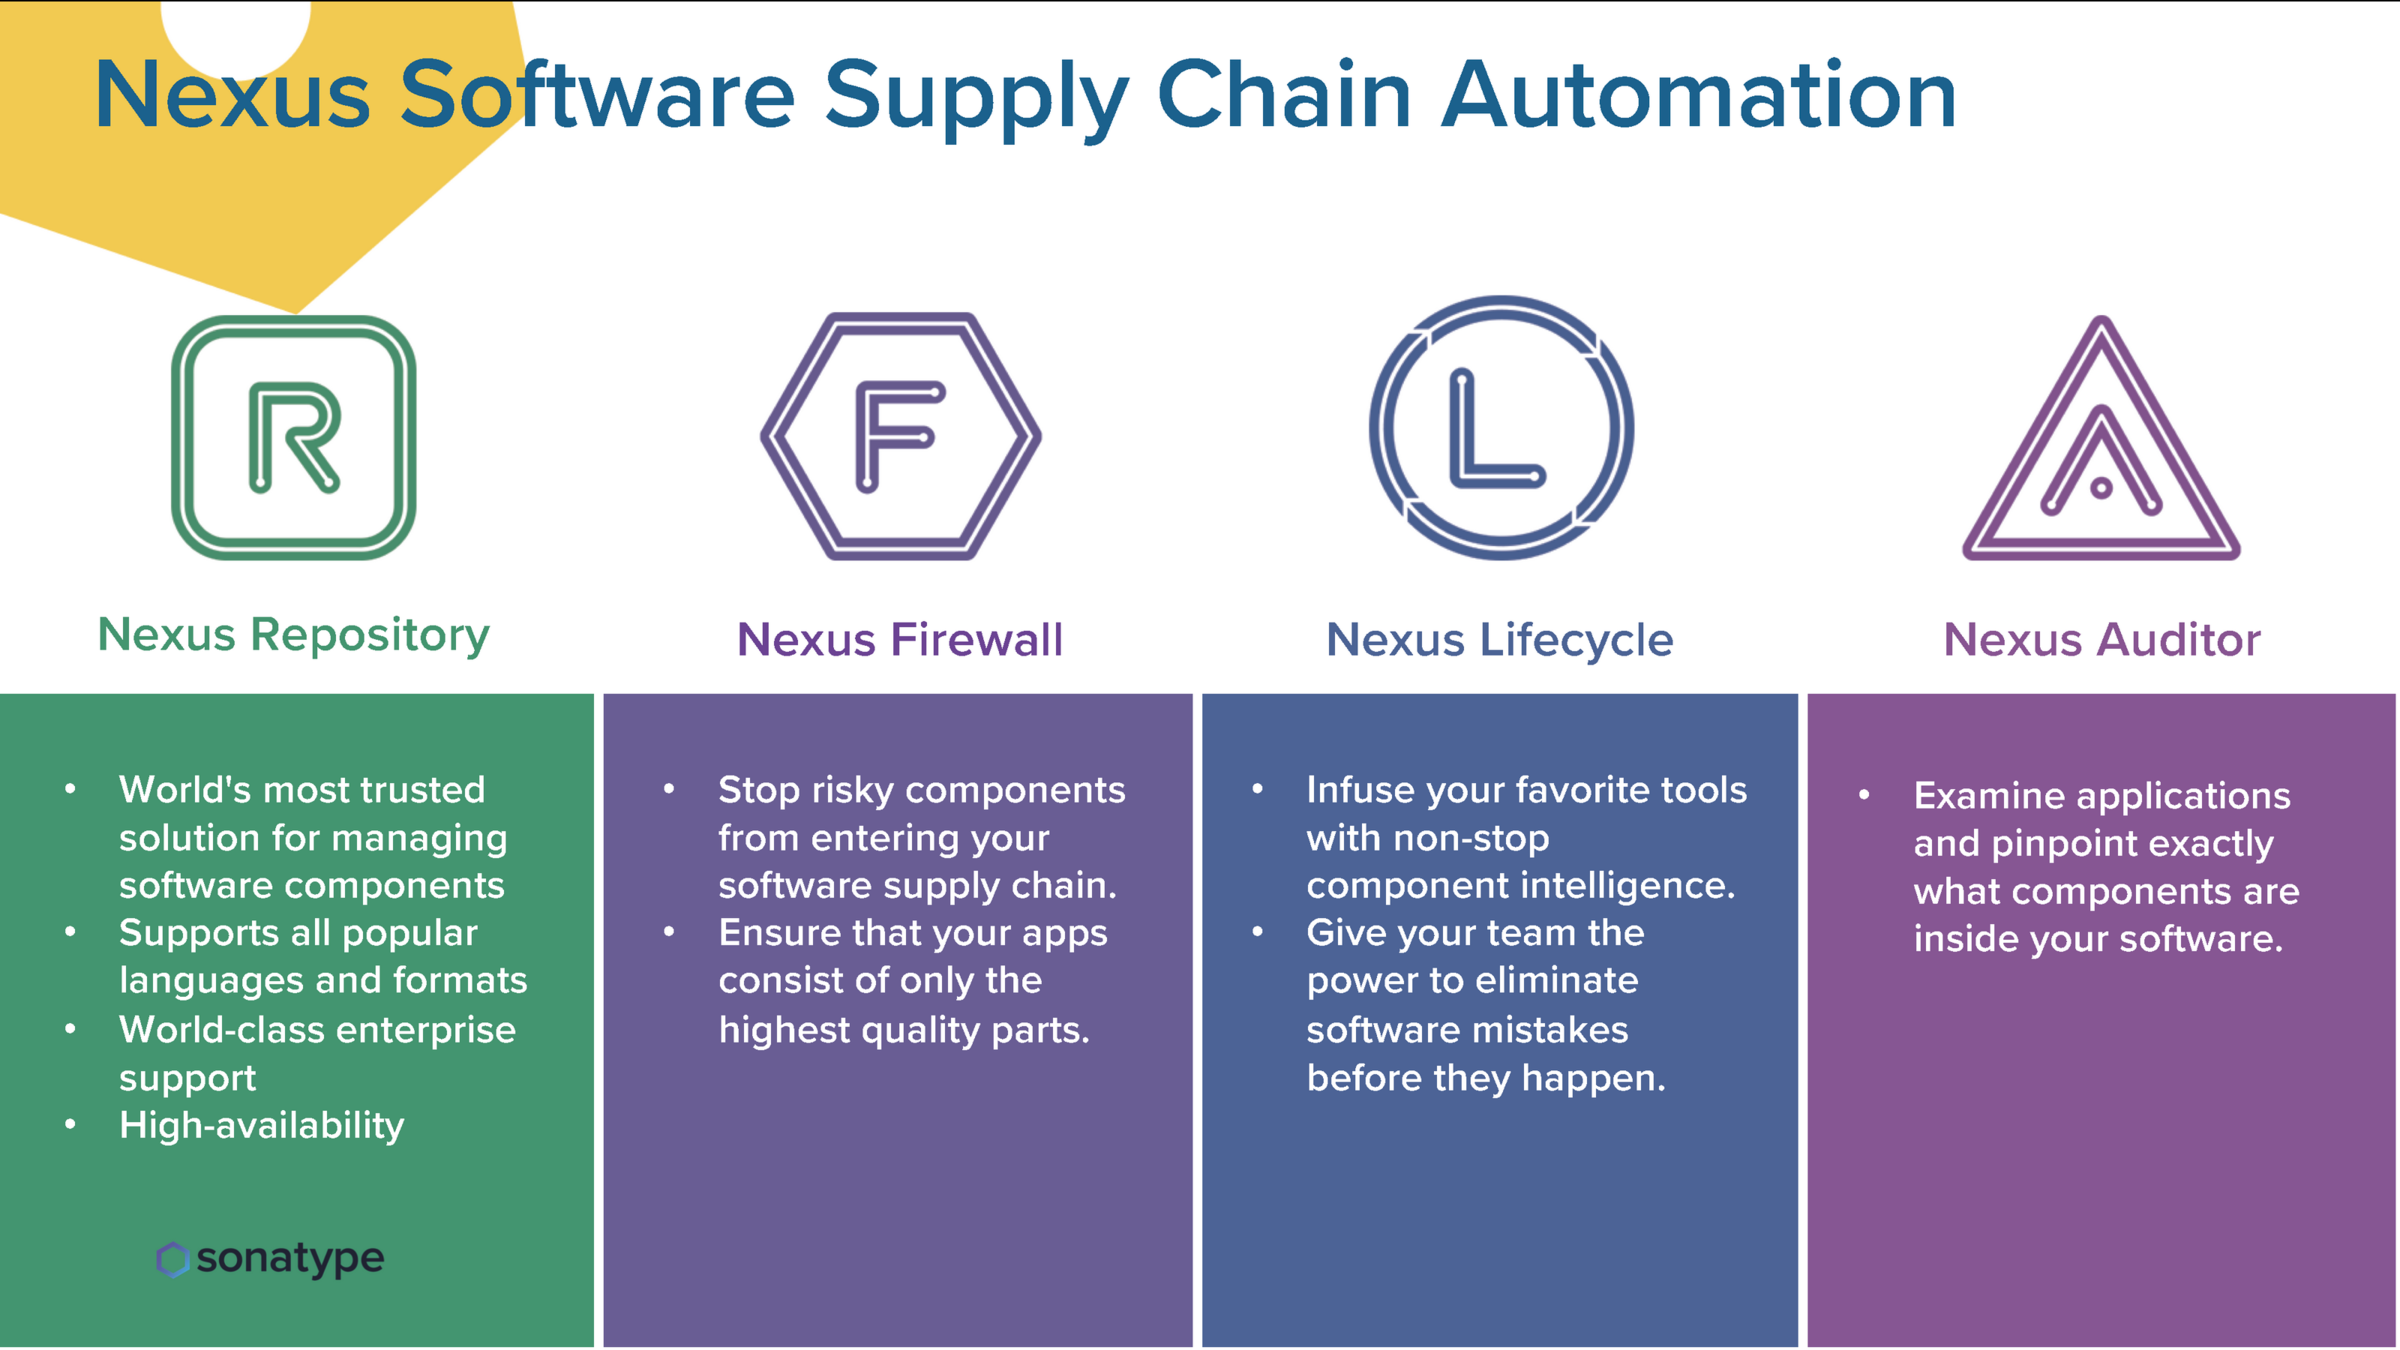 Nexus Software Supply Chain Automation
R
F
L
A
Nexus Repository
Nexus Firewall
Nexus Lifecycle
Nexus Auditor
• World's most trusted
solution for managing
software components
• Supports all popular
languages and formats
• World-class enterprise
support
• High-availability
sonatype
• Stop risky components
from entering your
software supply chain.
• Ensure that your apps
consist of only the
highest quality parts.
• Infuse your favorite tools
with non-stop
component intelligence.
• Give your team the
power to eliminate
software mistakes
before they happen.
• Examine applications
and pinpoint exactly
what components are
inside your software.